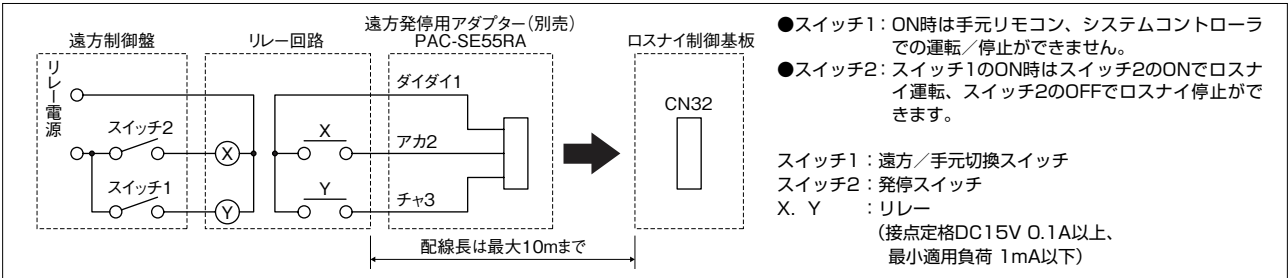 遠方制御盤
リレー回路
遠方発停用アダプター（別売）
PAC-SE55RA
ロスナイ制御基板
リレー電源
スイッチ2
スイッチ1
X
Y
X
Y
ダイダイ1
アカ2
チャ3
CN32
配線長は最大10mまで
●スイッチ1：ON時は手元リモコン、システムコントローラ
での運転／停止ができません。
●スイッチ2：スイッチ1のON時はスイッチ2のONでロスナ
イ運転、スイッチ2のOFFでロスナイ停止がで
きます。
スイッチ1：遠方／手元切換スイッチ
スイッチ2：発停スイッチ
X．Y　　：リレー
（接点定格DC15V 0.1A以上、
最小適用負荷 1mA以下）